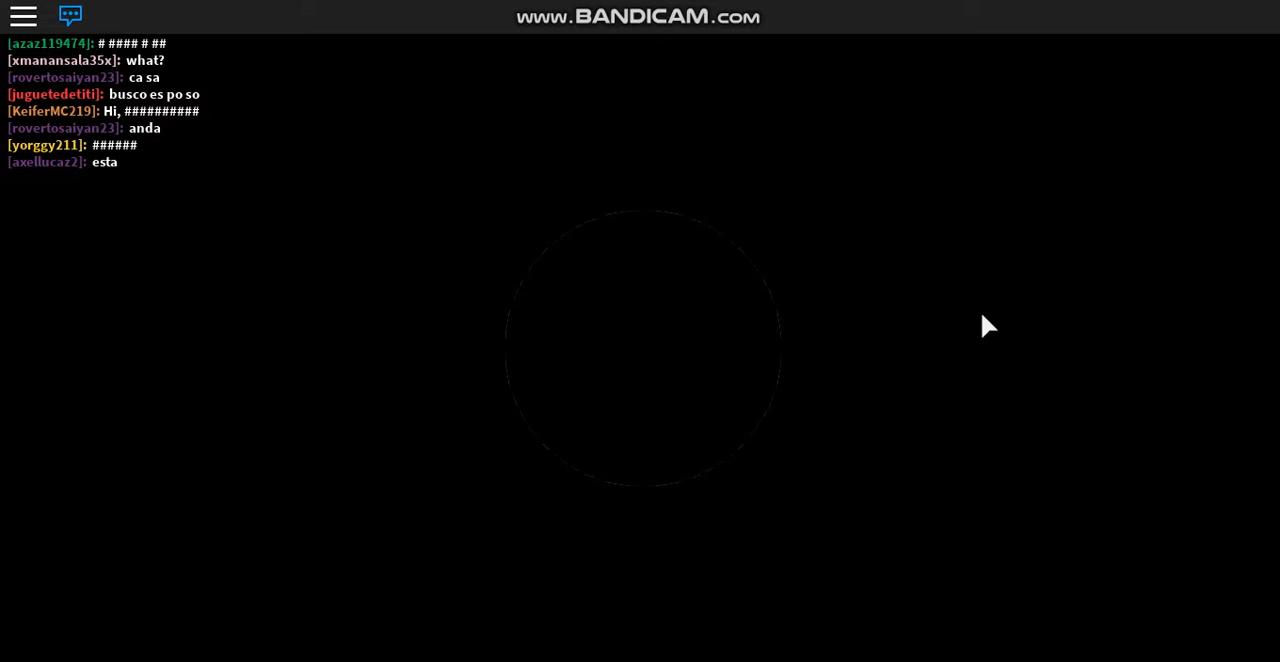 www.BANDICAM.com
[azaz119474]: # #### # ##
[xmanansala35x]: what?
[rovertosaiyan23]: ca sa
[juguetedetiti]: busco es po so
[KeiferMC219]: Hi, ##########
[rovertosaiyan23]: anda
[yorggy211]: ######
[axellucaz2]: esta